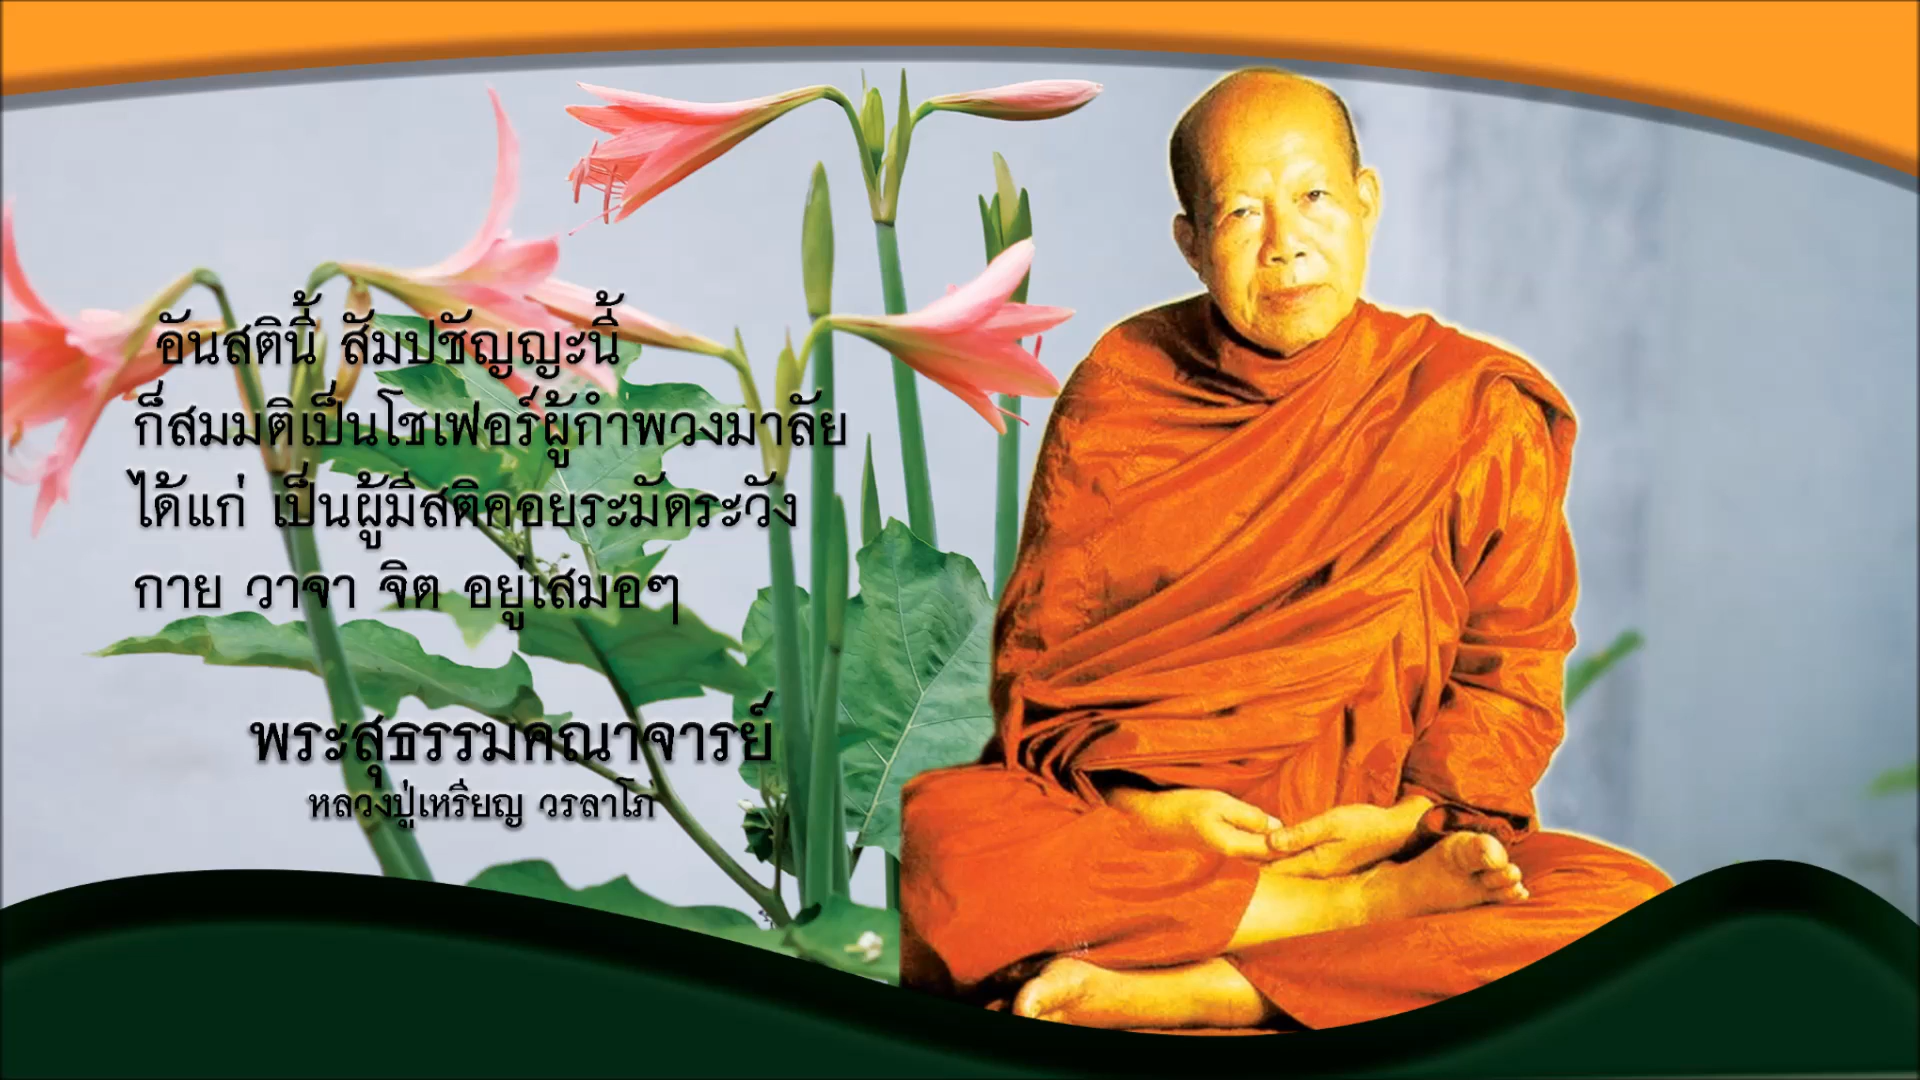 อันสตินี้ สัมปชัญญะนี้
ก็สมมติเป็นโชเฟอร์ผู้กำพวงมาลัย
ได้แก่ เป็นผู้มีสติคอยระมัดระวัง
กาย วาจา จิต อยู่เสมอๆ
พระสุธรรมคณาจารย์
หลวงปู่เหรียญ วรลาโภ